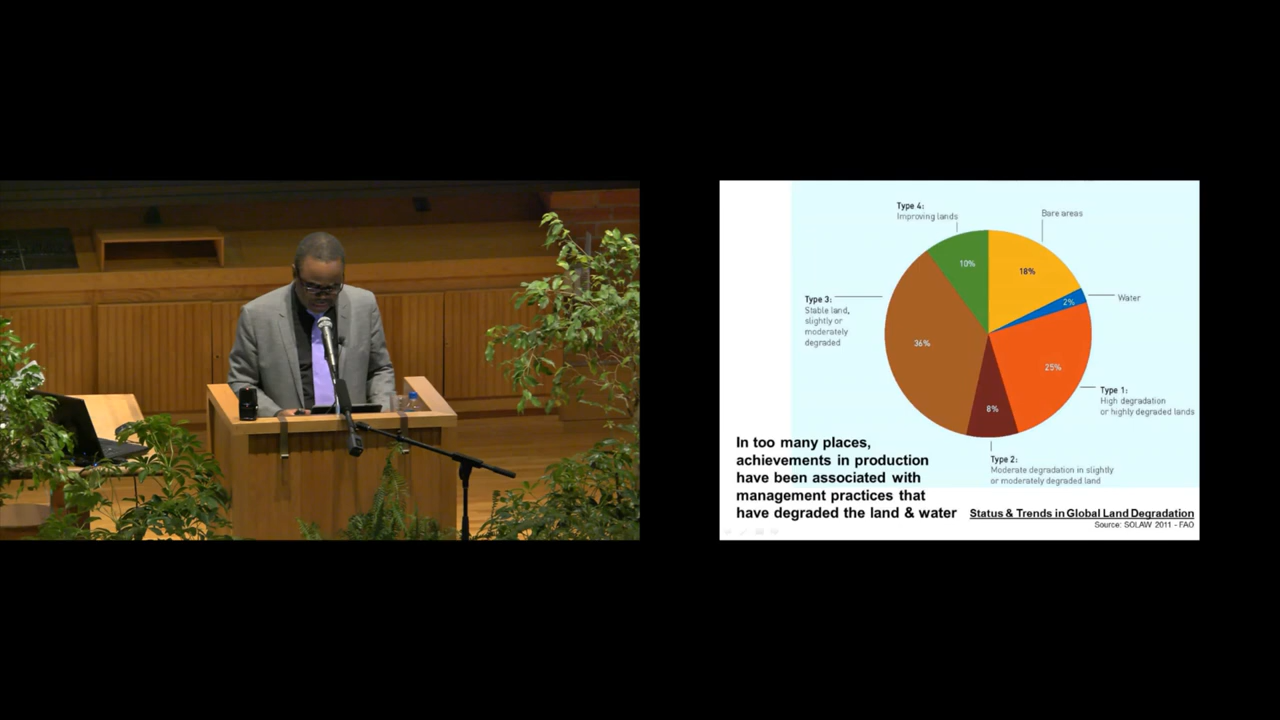 Type 4:
Improving lands
Bare areas
10%
18%
Type 3:
Stable land,
slightly or
moderately
degraded
Water
2%
36%
25%
Type 1:
High degradation
or highly degraded lands
8%
Type 2:
Moderate degradation in slightly
or moderately degraded land
In too many places,
achievements in production
have been associated with
management practices that
have degraded the land & water
Status & Trends in Global Land Degradation
Source: SOLAW 2011 - FAO